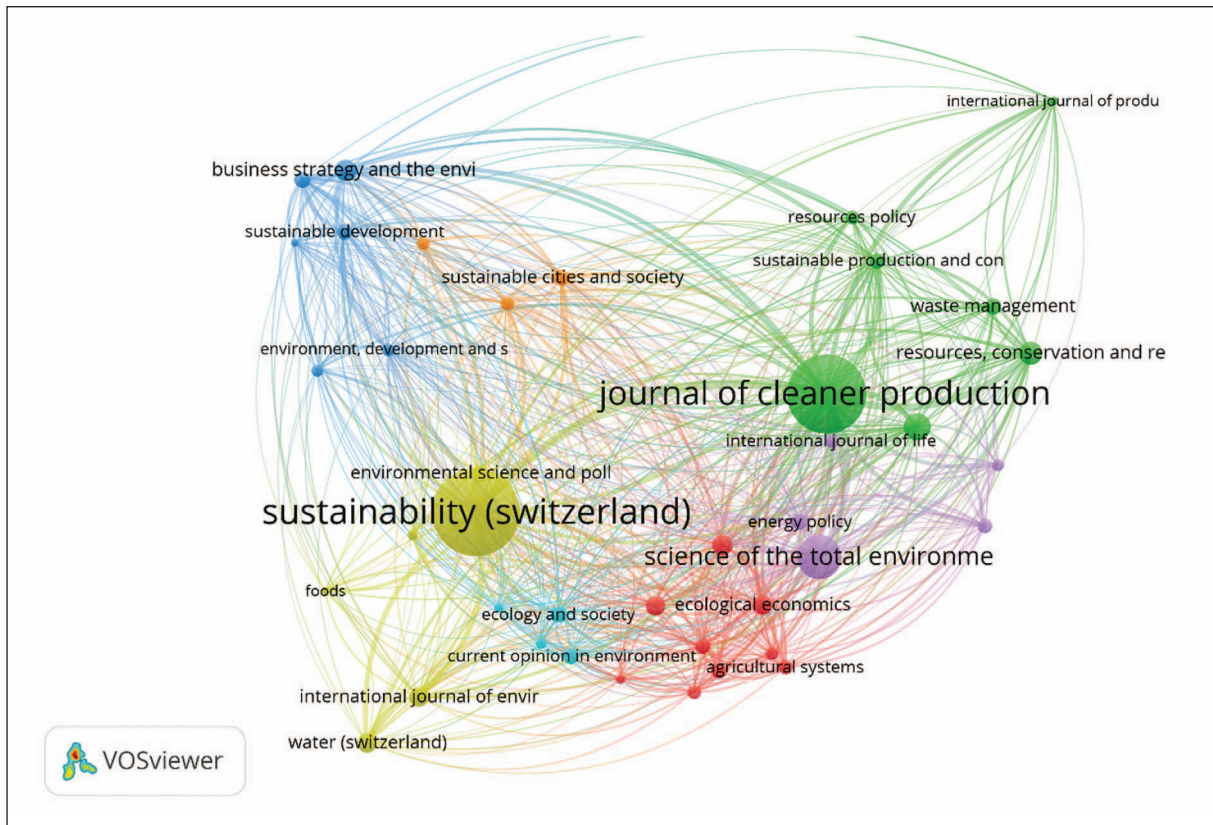 international journal of produ
business strategy and the envi
resources policy
sustainable development
sustainable production and con
sustainable cities and society
waste management
environment, development and s
resources, conservation and re
journal of cleaner production
international journal of life
environmental science and poll
sustainability (switzerland)
energy policy
science of the total environme
foods
ecological economics
ecology and society
current opinion in environment
agricultural systems
international journal of envir
water (switzerland)
VOSviewer